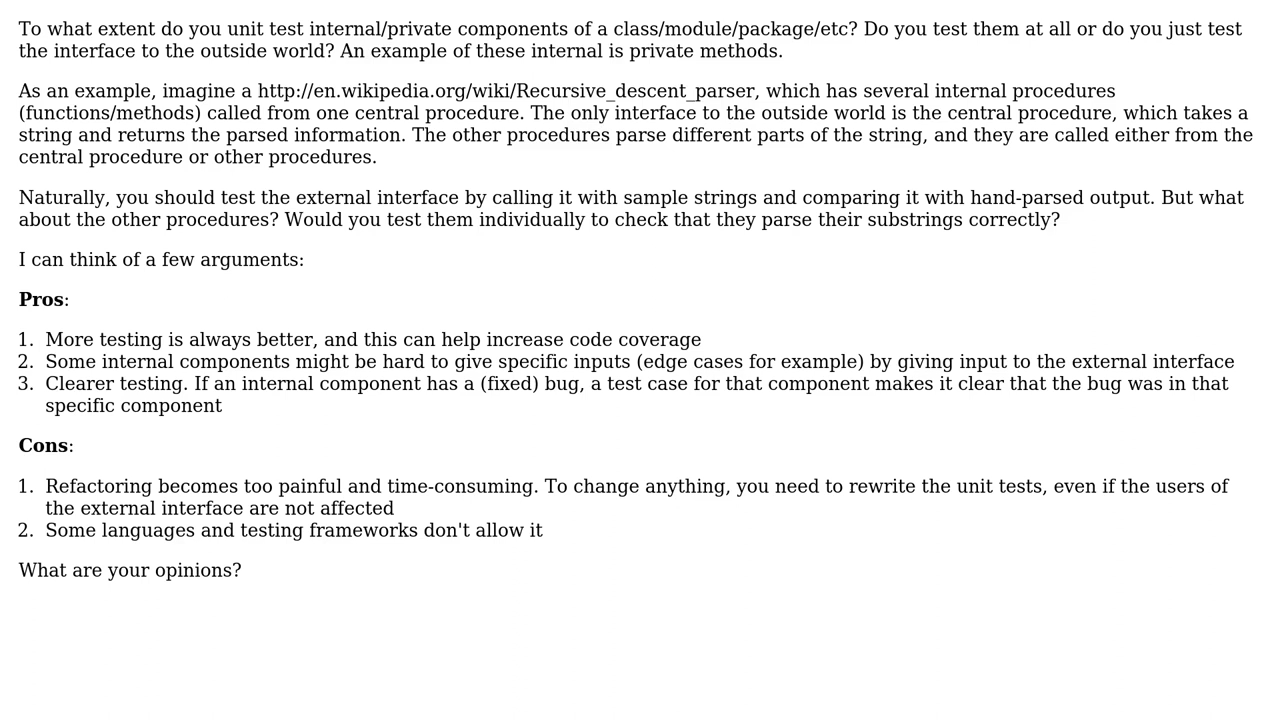 To what extent do you unit test internal/private components of a class/module/package/etc? Do you test them at all or do you just test
the interface to the outside world? An example of these internal is private methods.
As an example, imagine a http://en.wikipedia.org/wiki/Recursive_descent_parser, which has several internal procedures
(functions/methods) called from one central procedure. The only interface to the outside world is the central procedure, which takes a
string and returns the parsed information. The other procedures parse different parts of the string, and they are called either from the
central procedure or other procedures.
Naturally, you should test the external interface by calling it with sample strings and comparing it with hand-parsed output. But what
about the other procedures? Would you test them individually to check that they parse their substrings correctly?
I can think of a few arguments:
Pros:
1. More testing is always better, and this can help increase code coverage
2. Some internal components might be hard to give specific inputs (edge cases for example) by giving input to the external interface
3. Clearer testing. If an internal component has a (fixed) bug, a test case for that component makes it clear that the bug was in that
specific component
Cons:
1. Refactoring becomes too painful and time-consuming. To change anything, you need to rewrite the unit tests, even if the users of
the external interface are not affected
2. Some languages and testing frameworks don't allow it
What are your opinions?